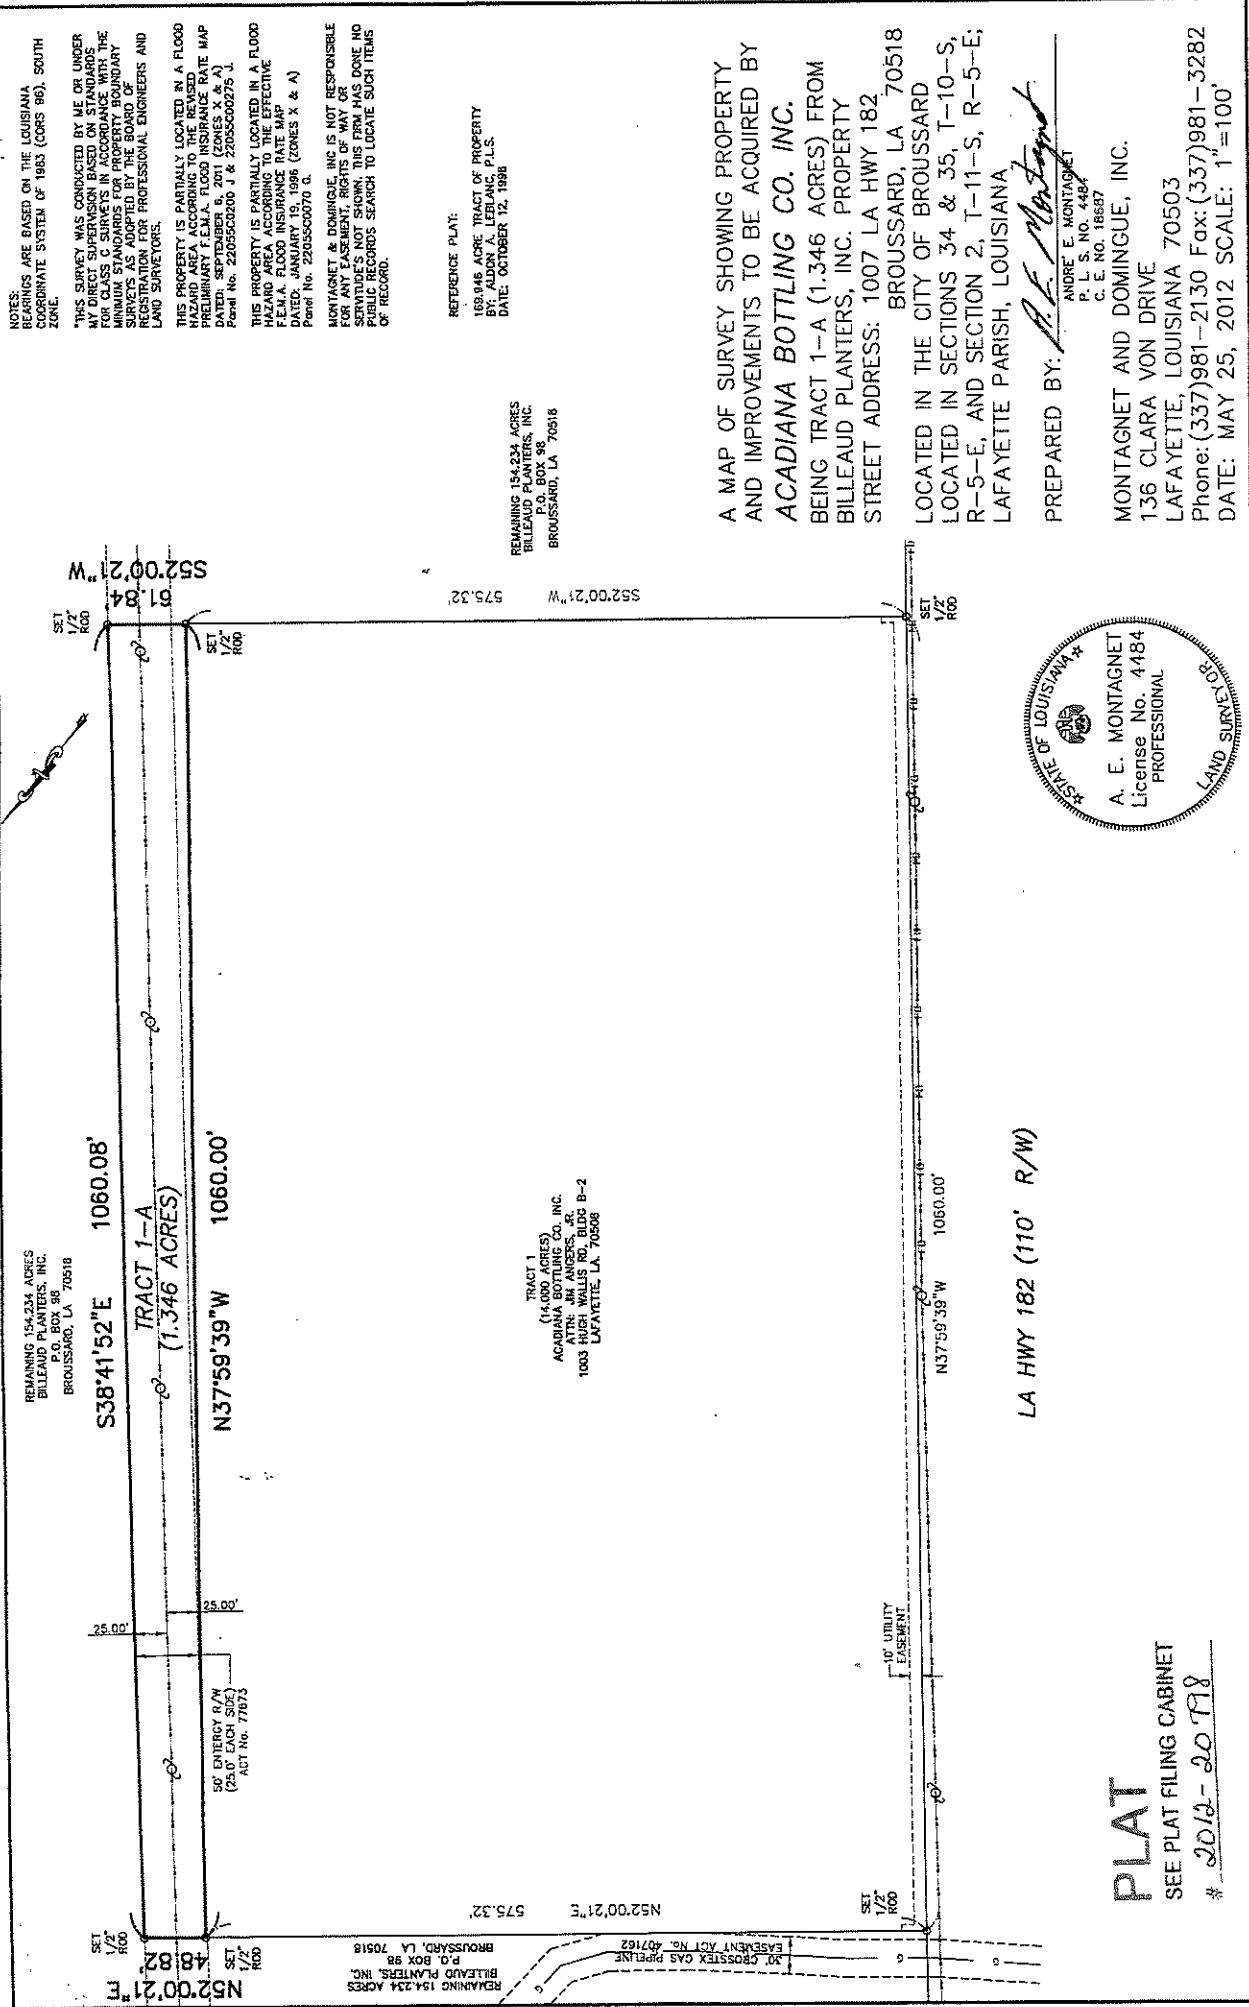 NOTES:
BEARINGS ARE BASED ON THE LOUISIANA
COORDINATE SYSTEM OF 1983 (CORS 96), SOUTH
ZONE.
"THIS SURVEY WAS CONDUCTED BY ME OR UNDER
MY DIRECT SUPERVISION BASED ON STANDARDS
FOR CLASS C SURVEYS IN ACCORDANCE WITH THE
MINIMUM STANDARDS FOR PROPERTY BOUNDARY
SURVEYS AS ADOPTED BY THE BOARD OF
REGISTRATION FOR PROFESSIONAL ENGINEERS AND
LAND SURVEYORS.
THIS PROPERTY IS PARTIALLY LOCATED IN A FLOOD
HAZARD AREA ACCORDING TO THE REVISED
PRELIMINARY F.E.M.A. FLOOD INSURANCE RATE MAP
DATED: SEPTEMBER 8, 2011 (ZONES X & A)
Panel No. 22055C0200 J & 22055C00275 J.
THIS PROPERTY IS PARTIALLY LOCATED IN A FLOOD
HAZARD AREA ACCORDING TO THE EFFECTIVE
F.E.M.A. FLOOD INSURANCE RATE MAP
DATED: JANUARY 19, 1996 (ZONES X & A)
Panel No. 22055C0070 G.
MONTAGNET & DOMINGUE, INC IS NOT RESPONSIBLE
FOR ANY EASEMENT, RIGHTS OF WAY OR
SERVITUDE'S NOT SHOWN. THIS FIRM HAS DONE NO
PUBLIC RECORDS SEARCH TO LOCATE SUCH ITEMS
OF RECORD.
REFERENCE PLAT:
169.946 ACRE TRACT OF PROPERTY
BY: ALDON A. LEBLANC, P.L.S.
DATE: OCTOBER 12, 1998
REMAINING 154.234 ACRES
BILLEAUD PLANTERS, INC.
P.O. BOX 98
BROUSSARD, LA 70518
A MAP OF SURVEY SHOWING PROPERTY
AND IMPROVEMENTS TO BE ACQUIRED BY
ACADIANA BOTTLING CO. INC.
BEING TRACT 1-A (1.346 ACRES) FROM
BILLEAUD PLANTERS, INC. PROPERTY
STREET ADDRESS: 1007 LA HWY 182
BROUSSARD, LA 70518
LOCATED IN THE CITY OF BROUSSARD
LOCATED IN SECTIONS 34 & 35, T-10-S,
R-5-E, AND SECTION 2, T-11-S, R-5-E;
LAFAYETTE PARISH, LOUISIANA
PREPARED BY: A. E. Montagnet
ANDRE' E. MONTAGNET
P. L. S. NO. 4484
C. E. NO. 18687
MONTAGNET AND DOMINGUE, INC.
136 CLARA VON DRIVE
LAFAYETTE, LOUISIANA 70503
Phone:(337)981-2130 Fax:(337)981-3282
DATE: MAY 25, 2012 SCALE: 1"=100'
REMAINING 154.234 ACRES
BILLEAUD PLANTERS, INC.
P.O. BOX 98
BROUSSARD, LA 70518
S38°41'52"E 1060.08'
TRACT 1-A
(1.346 ACRES)
N37°59'39"W 1060.00'
SET
1/2"
ROD
61.84'
S52°00'21"W
SET
1/2"
ROD
S52°00'21"W 575.32'
SET
1/2"
ROD
TRACT 1
(14.000 ACRES)
ACADIANA BOTTLING CO. INC.
ATTN: JIM ANGERS, JR.
1003 HUGH WALLIS RD, BLDG B-2
LAFAYETTE, LA. 70508
25.00'
25.00'
50' ENTERGY R/W
(25.0' EACH SIDE)
ACT No. 77673
SET
1/2"
ROD
N52°00'21"E
48.82'
SET
1/2"
ROD
REMAINING 154.234 ACRES
BILLEAUD PLANTERS, INC.
P.O. BOX 98
BROUSSARD, LA 70518
N52°00'21"E 575.32'
30' CROSSTEX GAS PIPELINE
EASEMENT ACT NO. 407162
G
G
G
SET
1/2"
ROD
10' UTILITY
EASEMENT
N37°59'39"W 1060.00'
LA HWY 182 (110' R/W)
STATE OF LOUISIANA
A. E. MONTAGNET
License No. 4484
PROFESSIONAL
LAND SURVEYOR
PLAT
SEE PLAT FILING CABINET
# 2012-20798